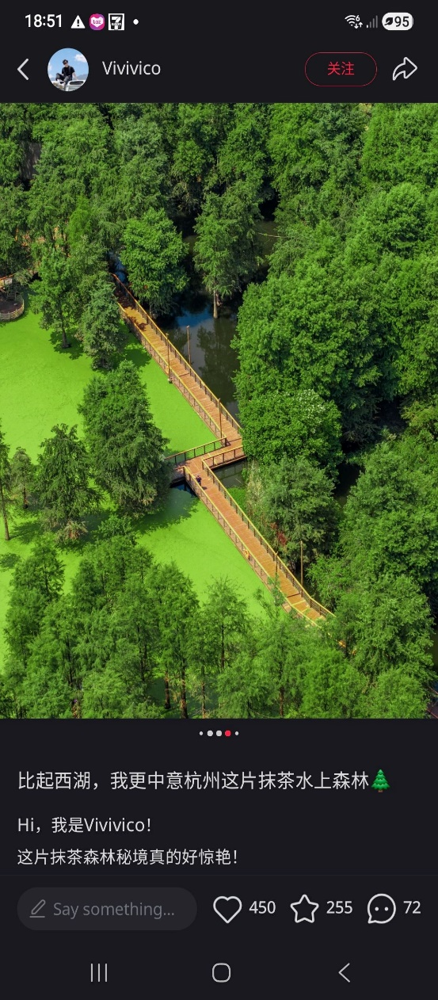 18:51
95
Vivivico
关注
比起西湖，我更中意杭州这片抹茶水上森林🌲
Hi，我是Vivivico！
这片抹茶森林秘境真的好惊艳！
Say something...
450
255
72